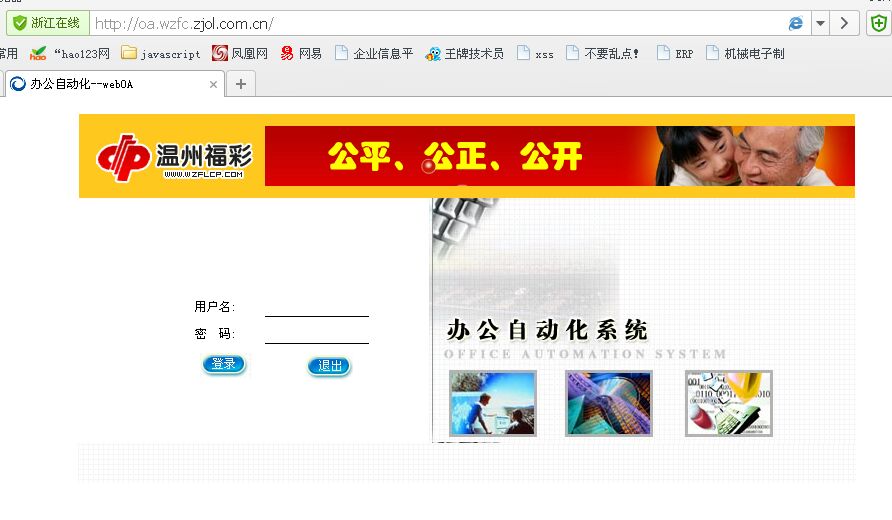 浙江在线 http://oa.wzfc.zjol.com.cn/
常用 “hao123网 javascript 凤凰网 网易 企业信息平 王牌技术员 xss 不要乱点! ERP 机械电子制
办公自动化--webOA
温州福彩
WWW.WZFLCP.COM
公平、公正、公开
用户名:
密 码:
登录 退出
办公自动化系统
OFFICE AUTOMATION SYSTEM